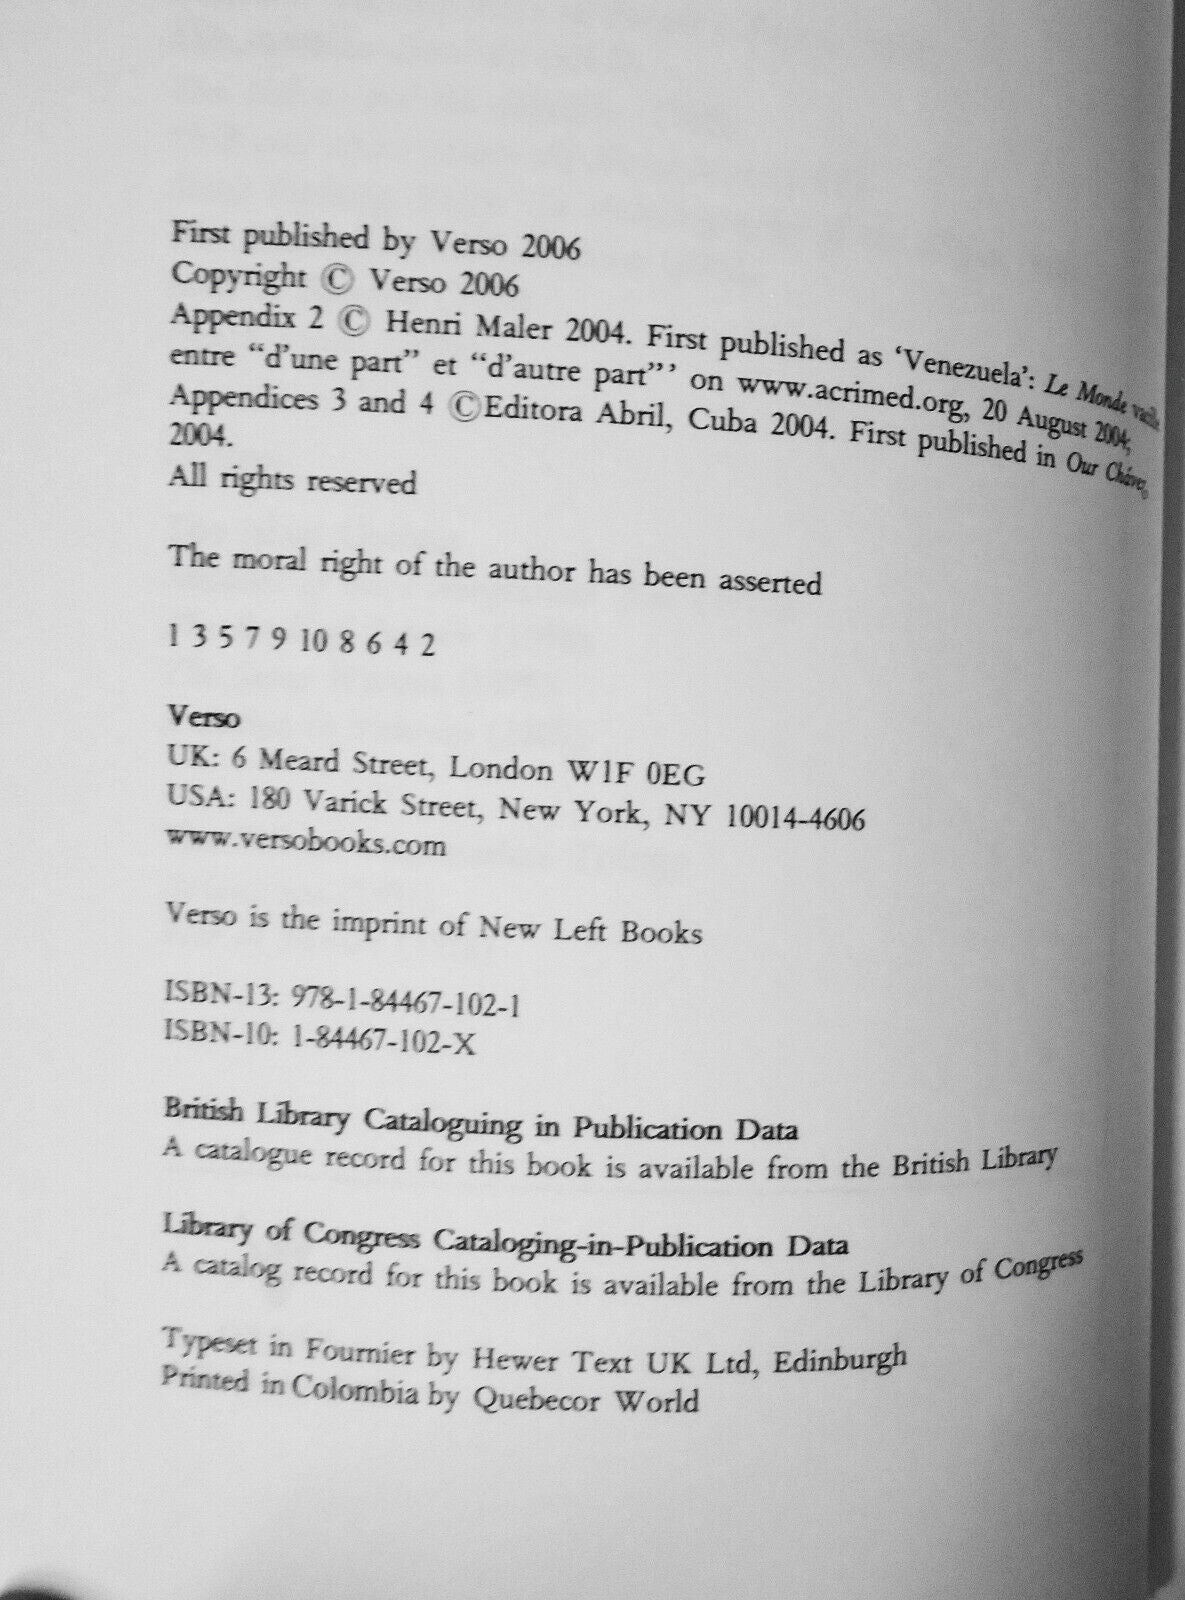 First published by Verso 2006
Copyright © Verso 2006
Appendix 2 © Henri Maler 2004. First published as ‘Venezuela’: Le Monde vacille
entre “d’une part” et “d’autre part”’ on www.acrimed.org, 20 August 2004;
Appendices 3 and 4 ©Editora Abril, Cuba 2004. First published in Our Chávez,
2004.
All rights reserved
The moral right of the author has been asserted
1 3 5 7 9 10 8 6 4 2
Verso
UK: 6 Meard Street, London W1F 0EG
USA: 180 Varick Street, New York, NY 10014-4606
www.versobooks.com
Verso is the imprint of New Left Books
ISBN-13: 978-1-84467-102-1
ISBN-10: 1-84467-102-X
British Library Cataloguing in Publication Data
A catalogue record for this book is available from the British Library
Library of Congress Cataloging-in-Publication Data
A catalog record for this book is available from the Library of Congress
Typeset in Fournier by Hewer Text UK Ltd, Edinburgh
Printed in Colombia by Quebecor World